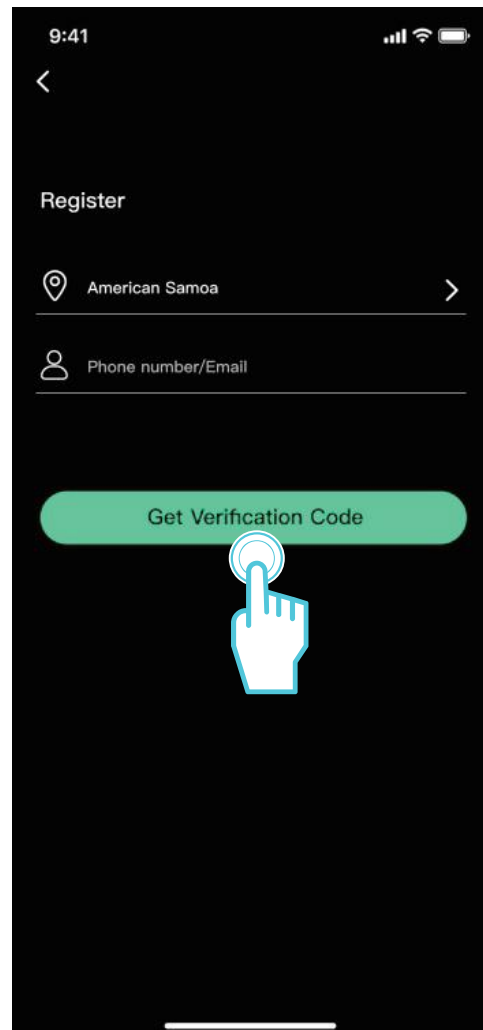 9:41
Register
American Samoa
Phone number/Email
Get Verification Code